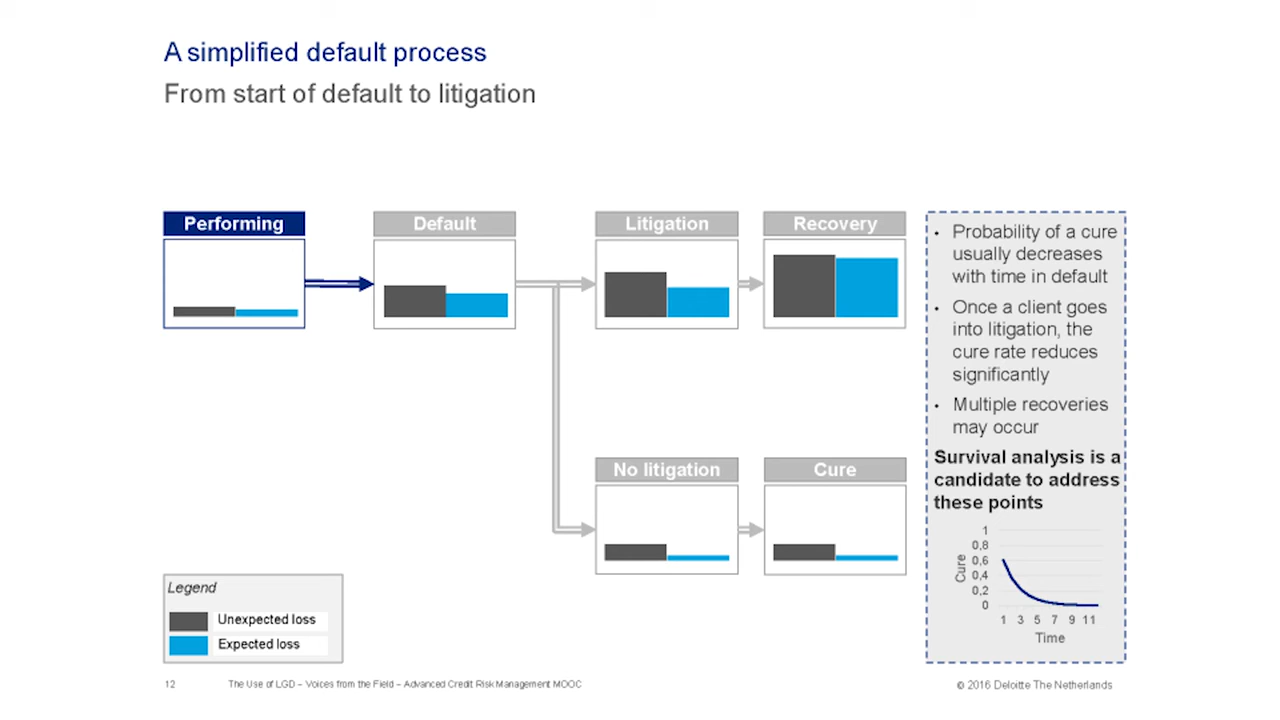 A simplified default process
From start of default to litigation
Performing
Default
Litigation
Recovery
No litigation
Cure
• Probability of a cure
usually decreases
with time in default
• Once a client goes
into litigation, the
cure rate reduces
significantly
• Multiple recoveries
may occur
Survival analysis is a
candidate to address
these points
1
0,8
0,6
0,4
0,2
0
Cure
1 3 5 7 9 11
Time
Legend
Unexpected loss
Expected loss
12
The Use of LGD – Voices from the Field – Advanced Credit Risk Management MOOC
© 2016 Deloitte The Netherlands